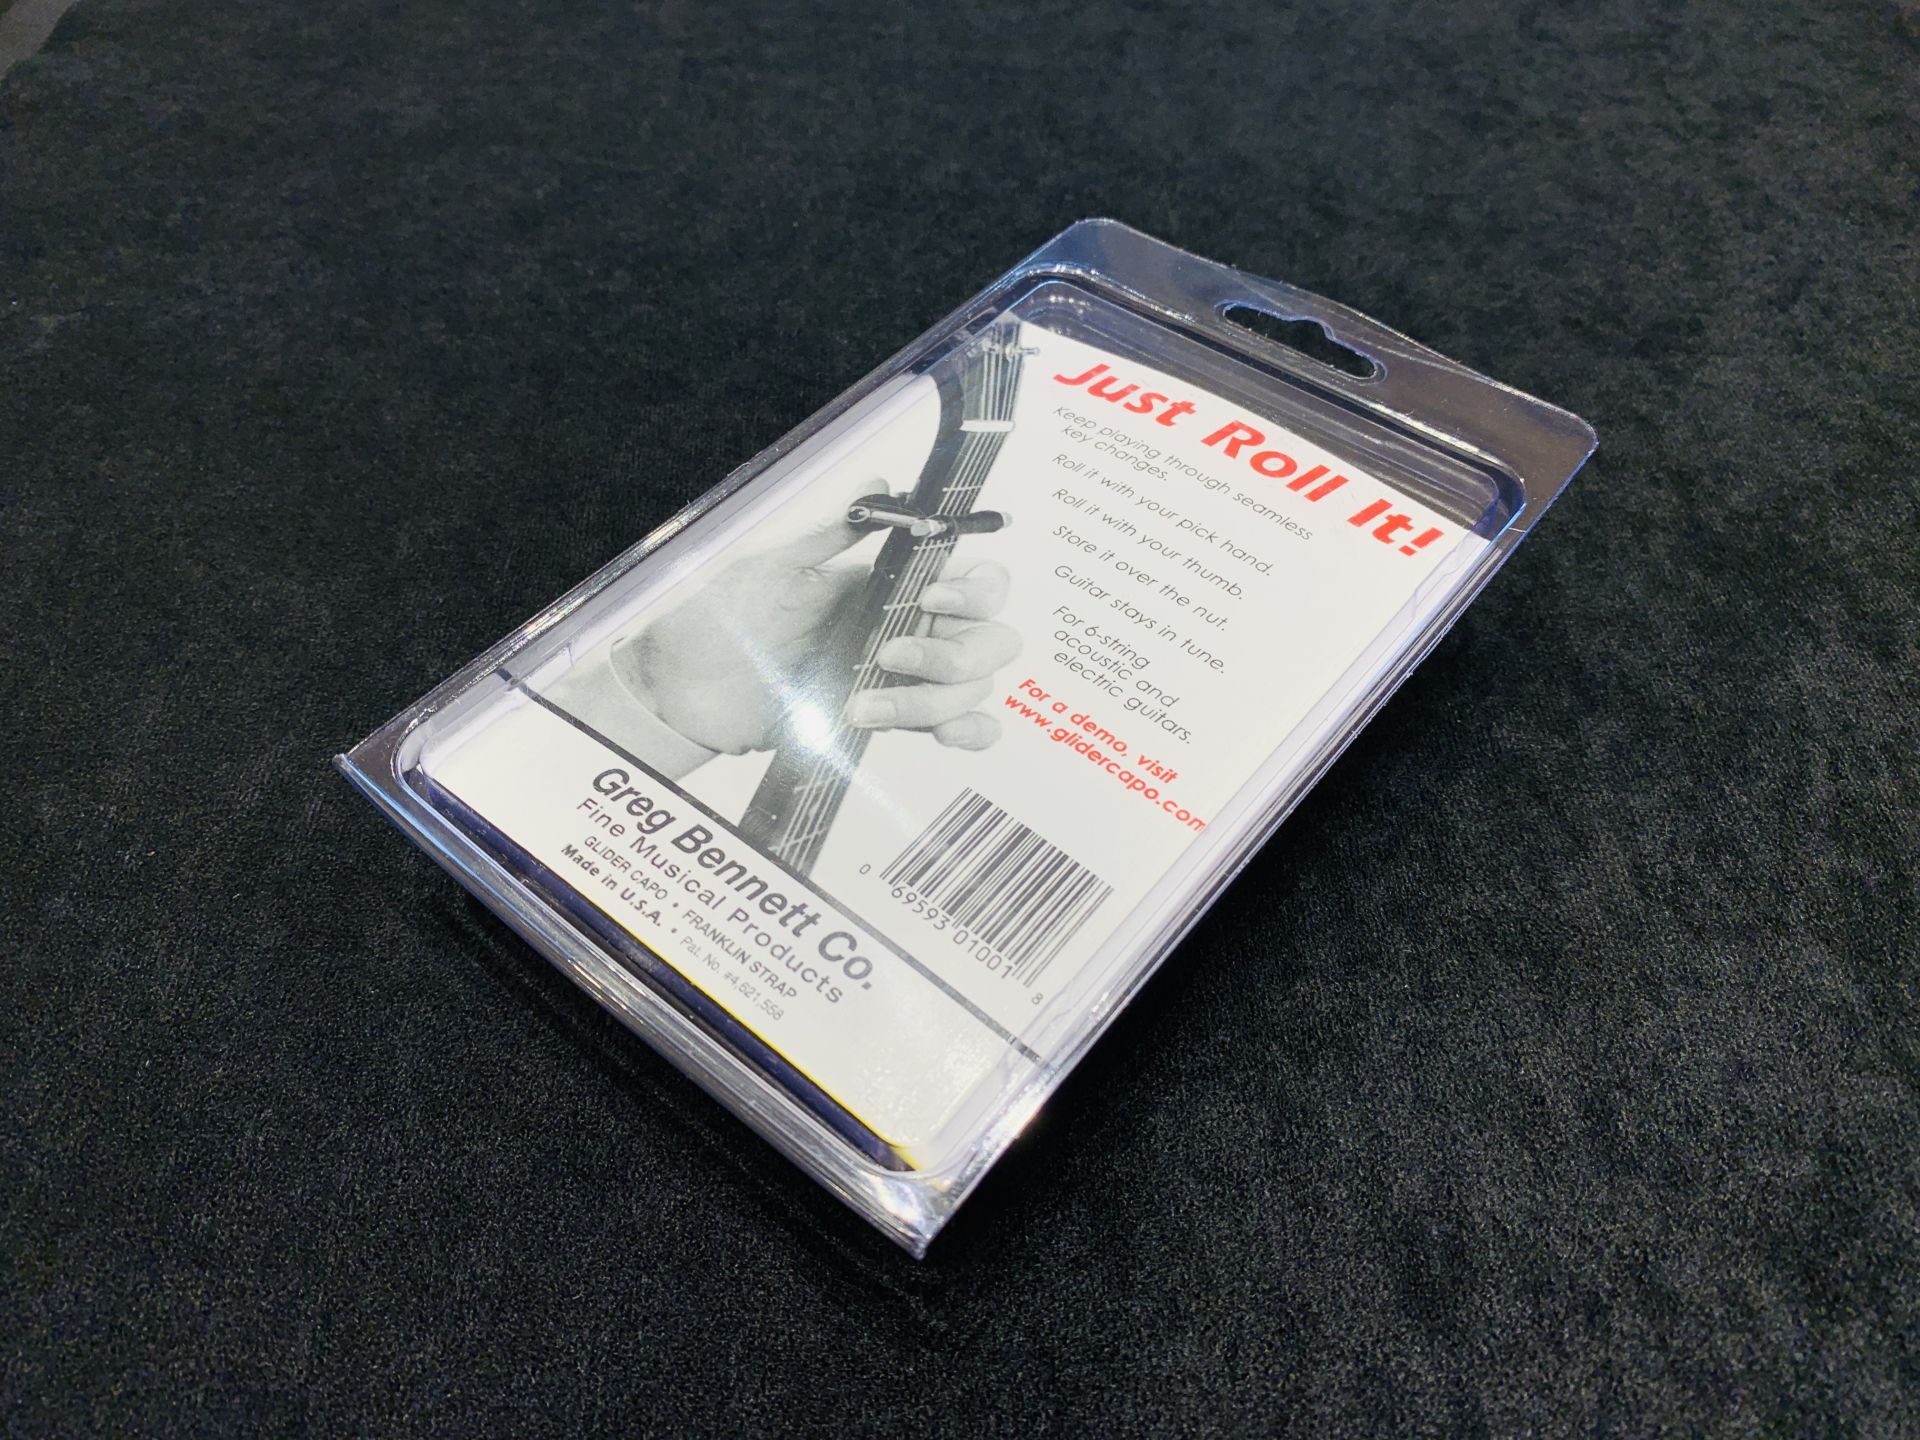 Just Roll It!
Keep playing through seamless
key changes.
Roll it with your pick hand.
Roll it with your thumb.
Store it over the nut.
Guitar stays in tune.
For 6-string
acoustic and
electric guitars.
For a demo, visit
www.glidercapo.com
0 69593 01001 8
Greg Bennett Co.
Fine Musical Products
GLIDER CAPO • FRANKLIN STRAP
Made in U.S.A. • Pat. No. #4,621,558